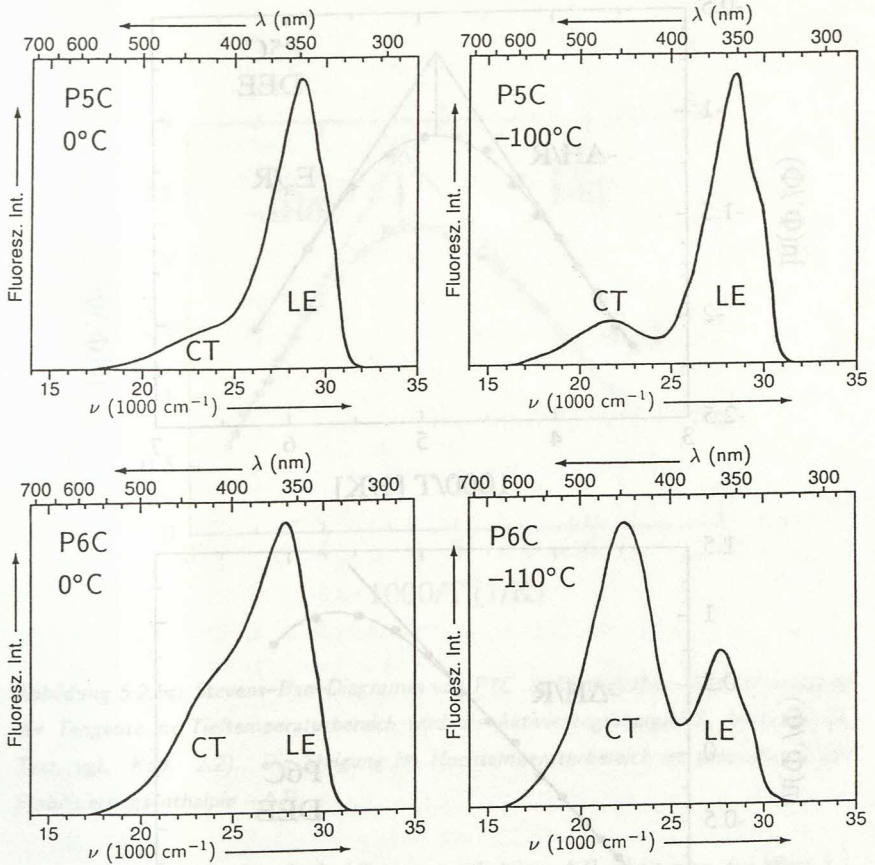 λ (nm)
700 600 500 400 350 300
P5C
0°C
CT
LE
Fluoresz. Int.
15 20 25 30 35
ν (1000 cm⁻¹)
λ (nm)
700 600 500 400 350 300
P5C
–100°C
CT
LE
Fluoresz. Int.
15 20 25 30 35
ν (1000 cm⁻¹)
λ (nm)
700 600 500 400 350 300
P6C
0°C
CT
LE
Fluoresz. Int.
15 20 25 30 35
ν (1000 cm⁻¹)
λ (nm)
700 600 500 400 350 300
P6C
–110°C
CT
LE
Fluoresz. Int.
15 20 25 30 35
ν (1000 cm⁻¹)